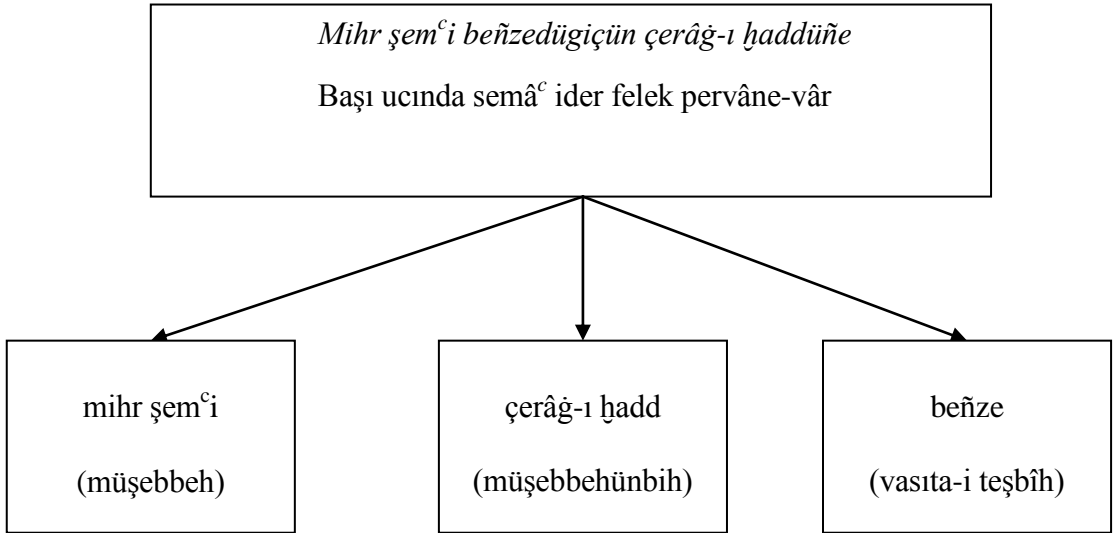 Mihr şemᶜi beñzedügiçün çerâġ-ı ḫaddüñe
Başı ucında semâᶜ ider felek pervâne-vâr
mihr şemᶜi
(müşebbeh)
çerâġ-ı ḫadd
(müşebbehünbih)
beñze
(vasıta-i teşbîh)